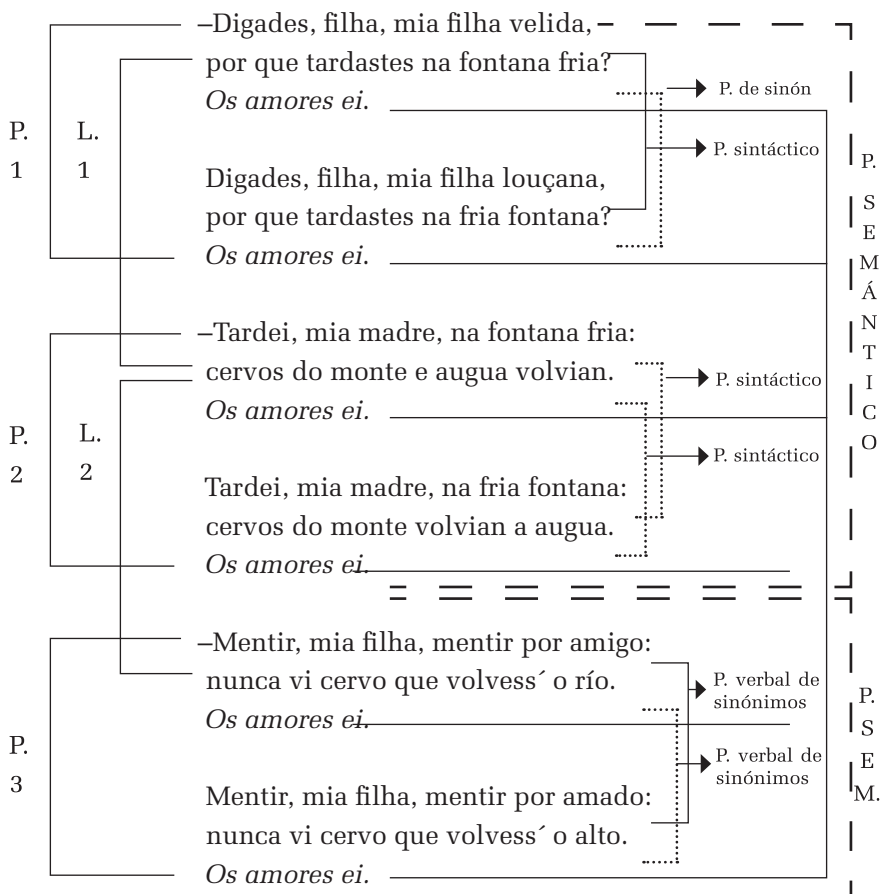 –Digades, filha, mia filha velida,
por que tardastes na fontana fria?
Os amores ei.
P. de sinón
P. sintáctico
P.
1
L.
1
Digades, filha, mia filha louçana,
por que tardastes na fria fontana?
Os amores ei.
–Tardei, mia madre, na fontana fria:
cervos do monte e augua volvian.
Os amores ei.
P. sintáctico
P. sintáctico
P.
2
L.
2
Tardei, mia madre, na fria fontana:
cervos do monte volvian a augua.
Os amores ei.
P.
S
E
M
Á
N
T
I
C
O
–Mentir, mia filha, mentir por amigo:
nunca vi cervo que volvess´ o río.
Os amores ei.
P. verbal de
sinónimos
P. verbal de
sinónimos
P.
3
Mentir, mia filha, mentir por amado:
nunca vi cervo que volvess´ o alto.
Os amores ei.
P.
S
E
M.